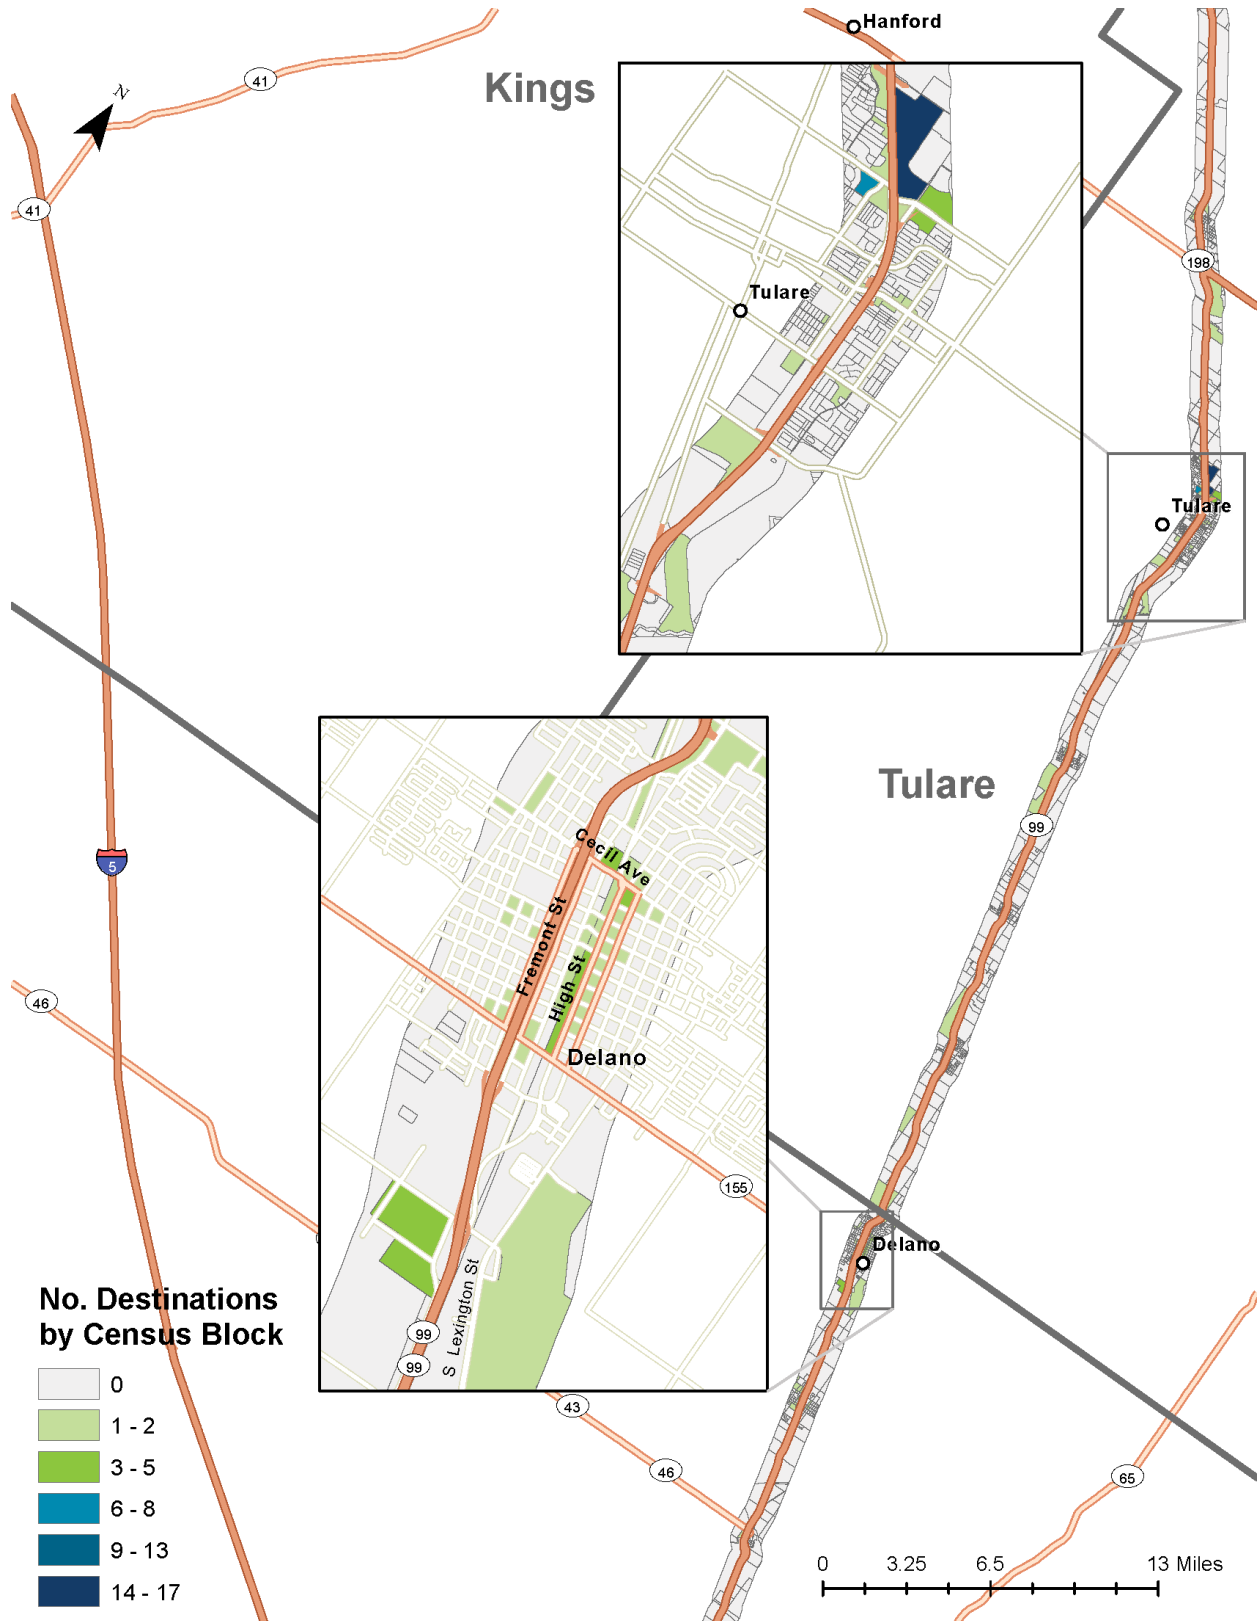 Hanford
Kings
41
N
41
198
Tulare
Tulare
Tulare
99
5
Cecil Ave
Fremont St
High St
46
Delano
155
Delano
S Lexington St
99
99
No. Destinations
by Census Block
0
1 - 2
3 - 5
6 - 8
9 - 13
14 - 17
43
46
65
0 3.25 6.5 13 Miles